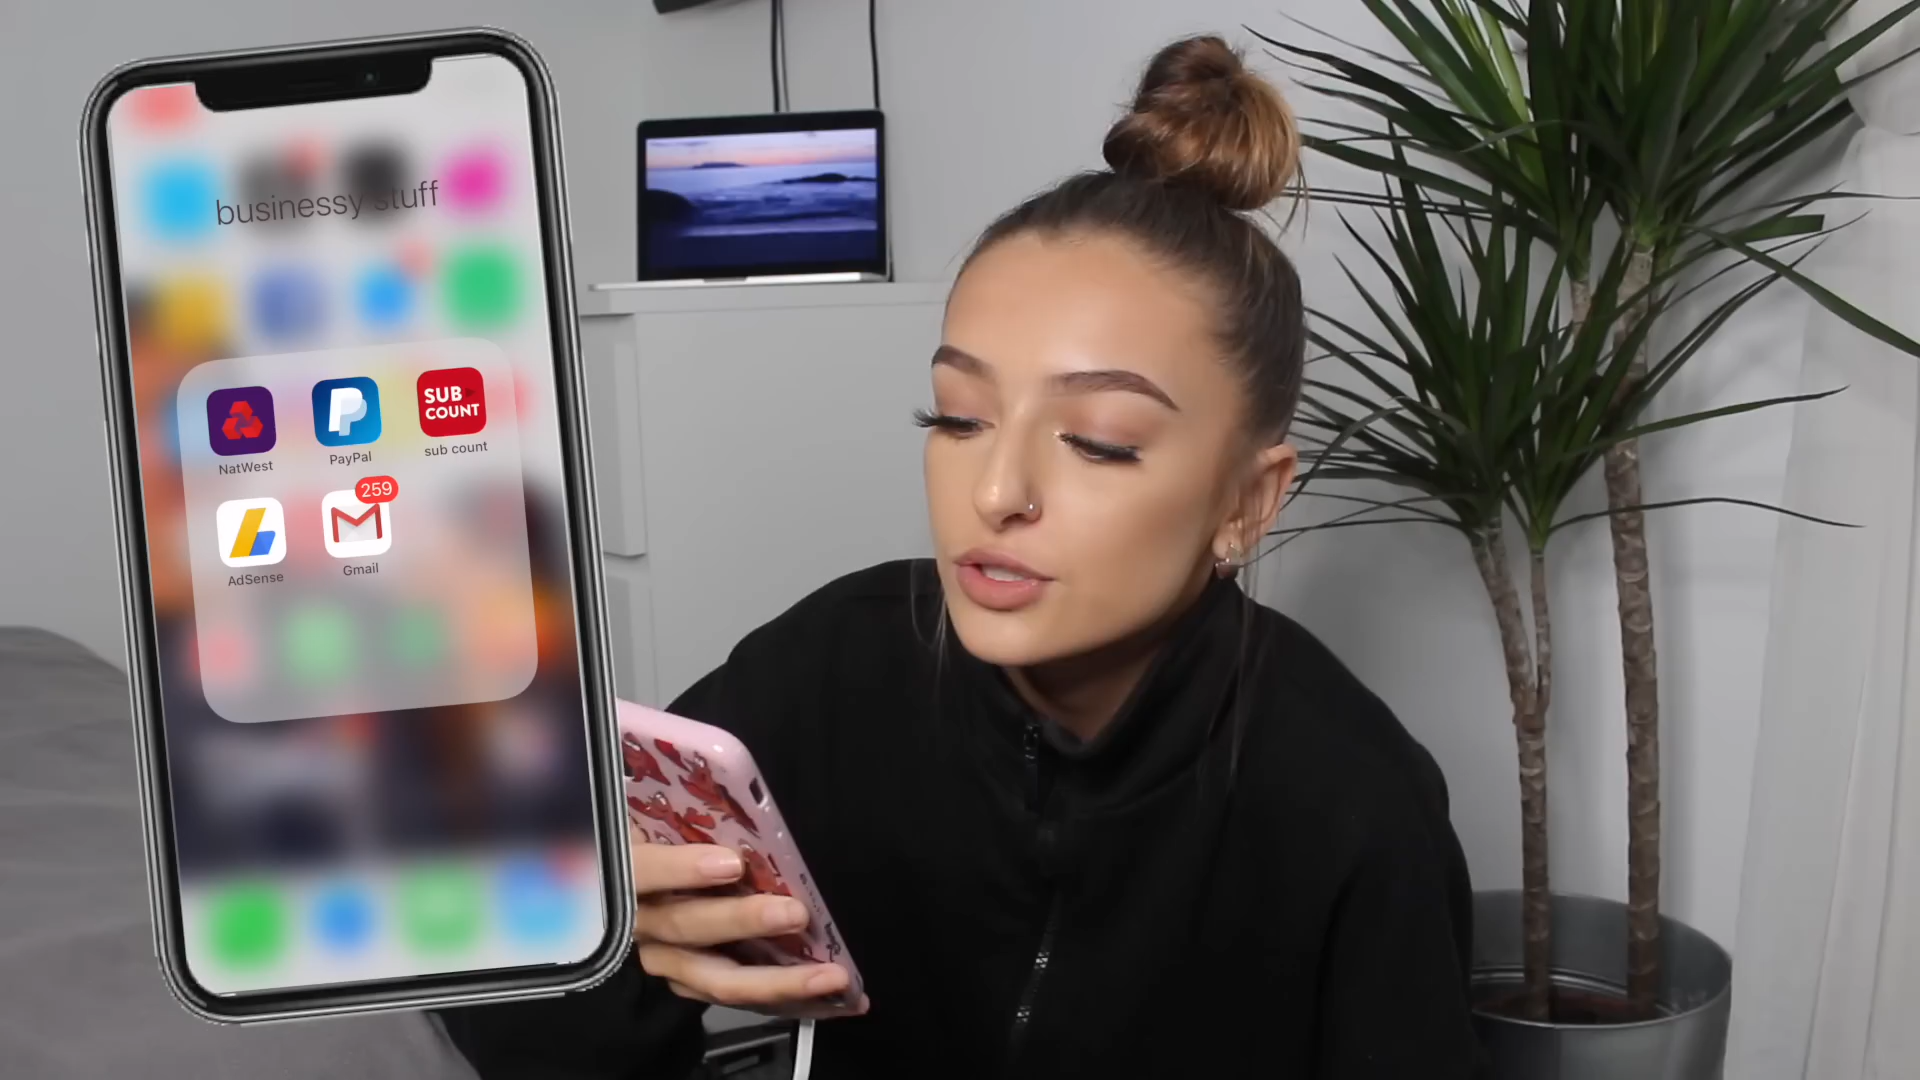 businessy stuff
SUB
COUNT
NatWest
PayPal
sub count
259
AdSense
Gmail